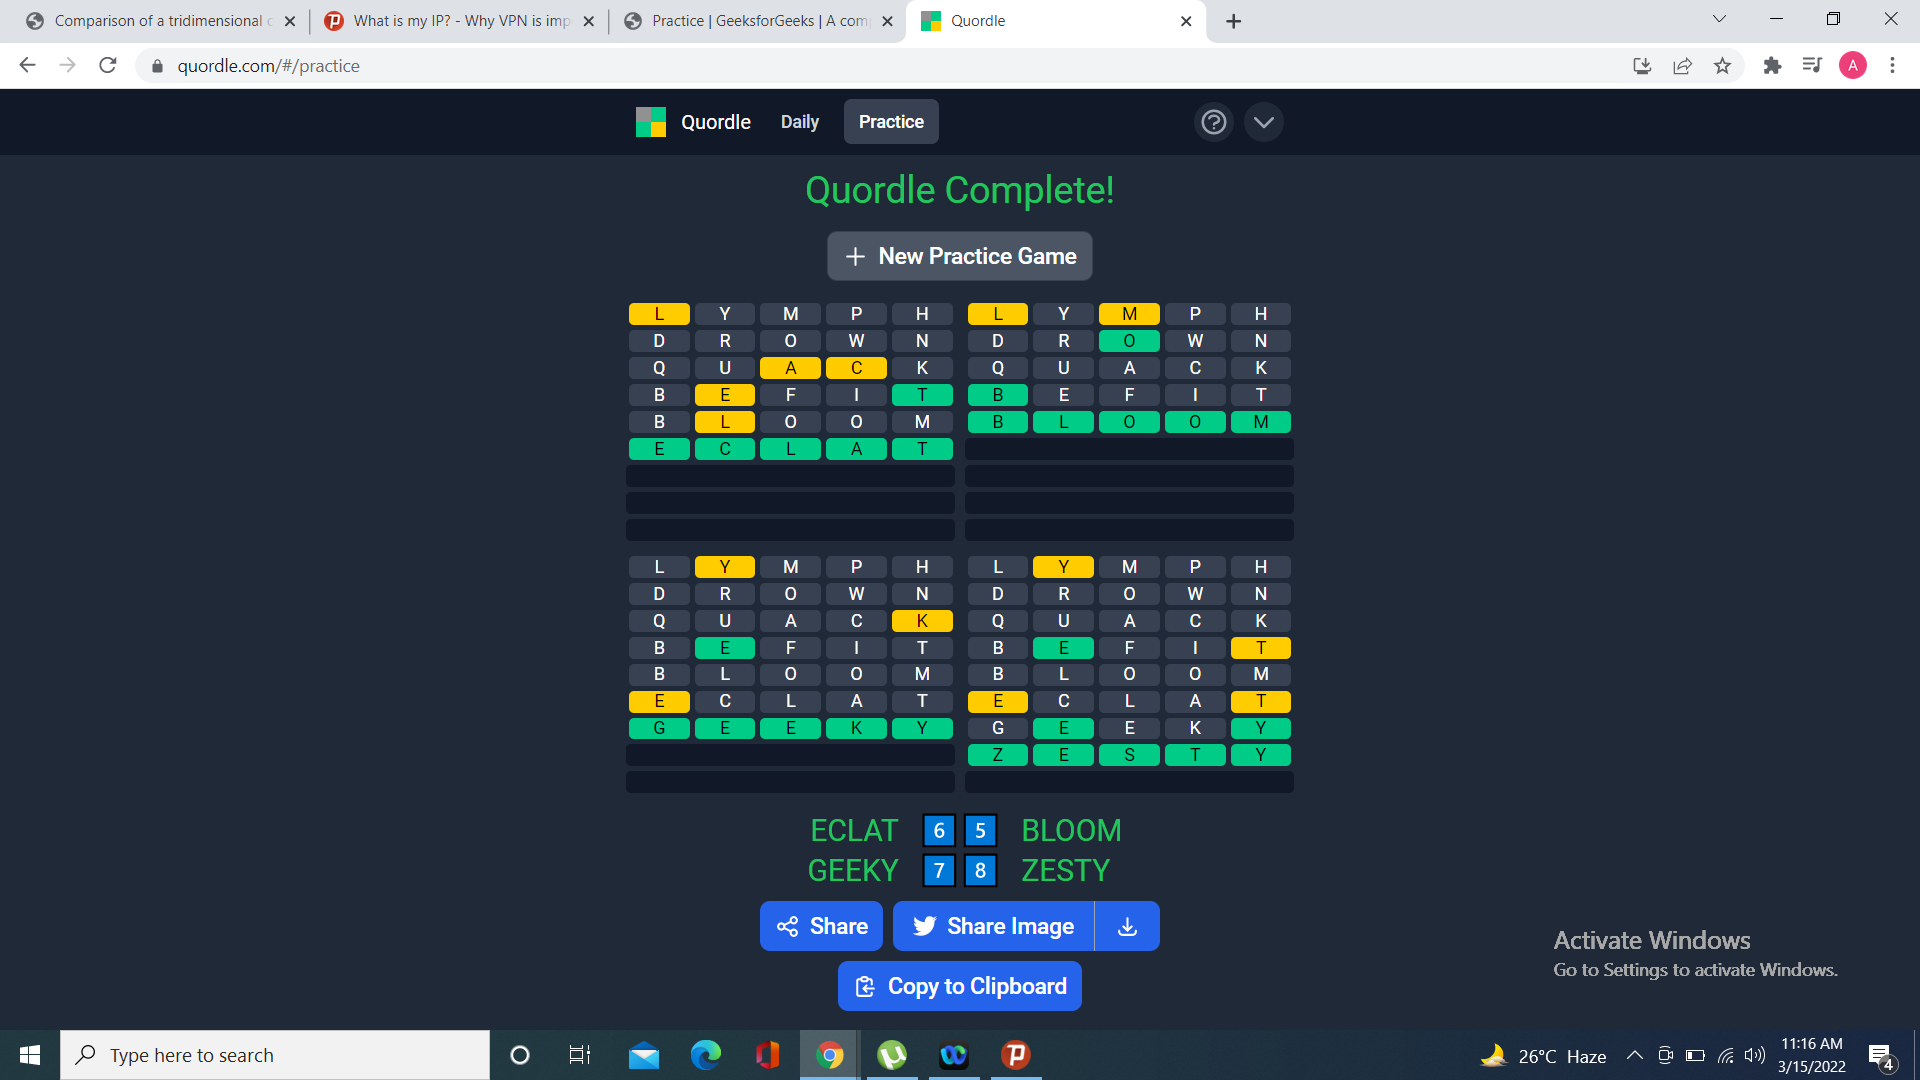 Comparison of a tridimensional c
What is my IP? - Why VPN is imp
Practice | GeeksforGeeks | A com
Quordle
quordle.com/#/practice
A
Quordle Daily Practice
Quordle Complete!
New Practice Game
L Y M P H L Y M P H
D R O W N D R O W N
Q U A C K Q U A C K
B E F I T B E F I T
B L O O M B L O O M
E C L A T
L Y M P H L Y M P H
D R O W N D R O W N
Q U A C K Q U A C K
B E F I T B E F I T
B L O O M B L O O M
E C L A T E C L A T
G E E K Y G E E K Y
Z E S T Y
ECLAT 6 5 BLOOM
GEEKY 7 8 ZESTY
Share Share Image
Copy to Clipboard
Activate Windows
Go to Settings to activate Windows.
Type here to search
26°C Haze
11:16 AM
3/15/2022
4